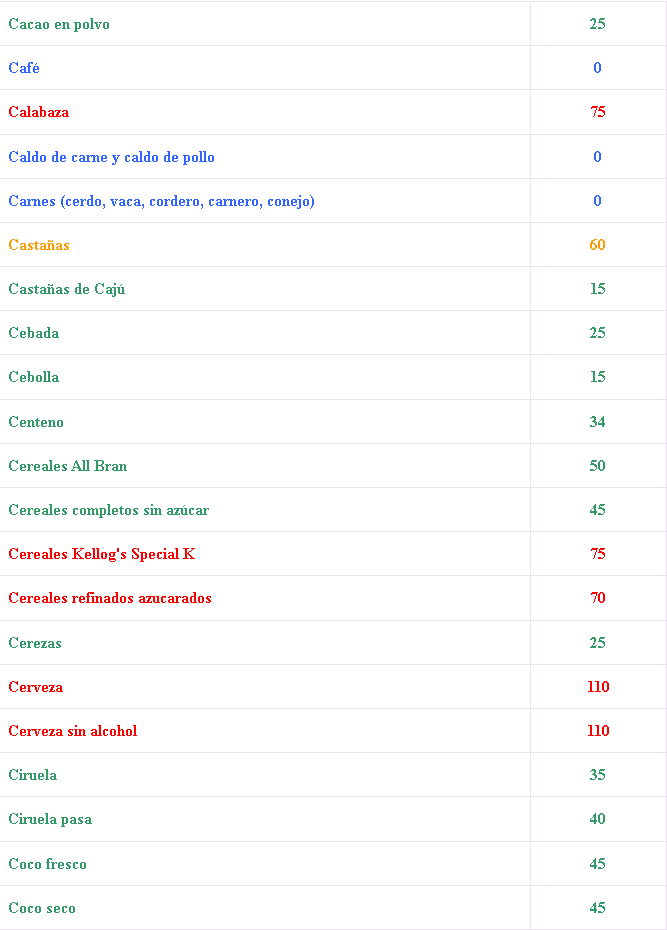 Cacao en polvo 25
Café 0
Calabaza 75
Caldo de carne y caldo de pollo 0
Carnes (cerdo, vaca, cordero, carnero, conejo) 0
Castañas 60
Castañas de Cajú 15
Cebada 25
Cebolla 15
Centeno 34
Cereales All Bran 50
Cereales completos sin azúcar 45
Cereales Kellog's Special K 75
Cereales refinados azucarados 70
Cerezas 25
Cerveza 110
Cerveza sin alcohol 110
Ciruela 35
Ciruela pasa 40
Coco fresco 45
Coco seco 45